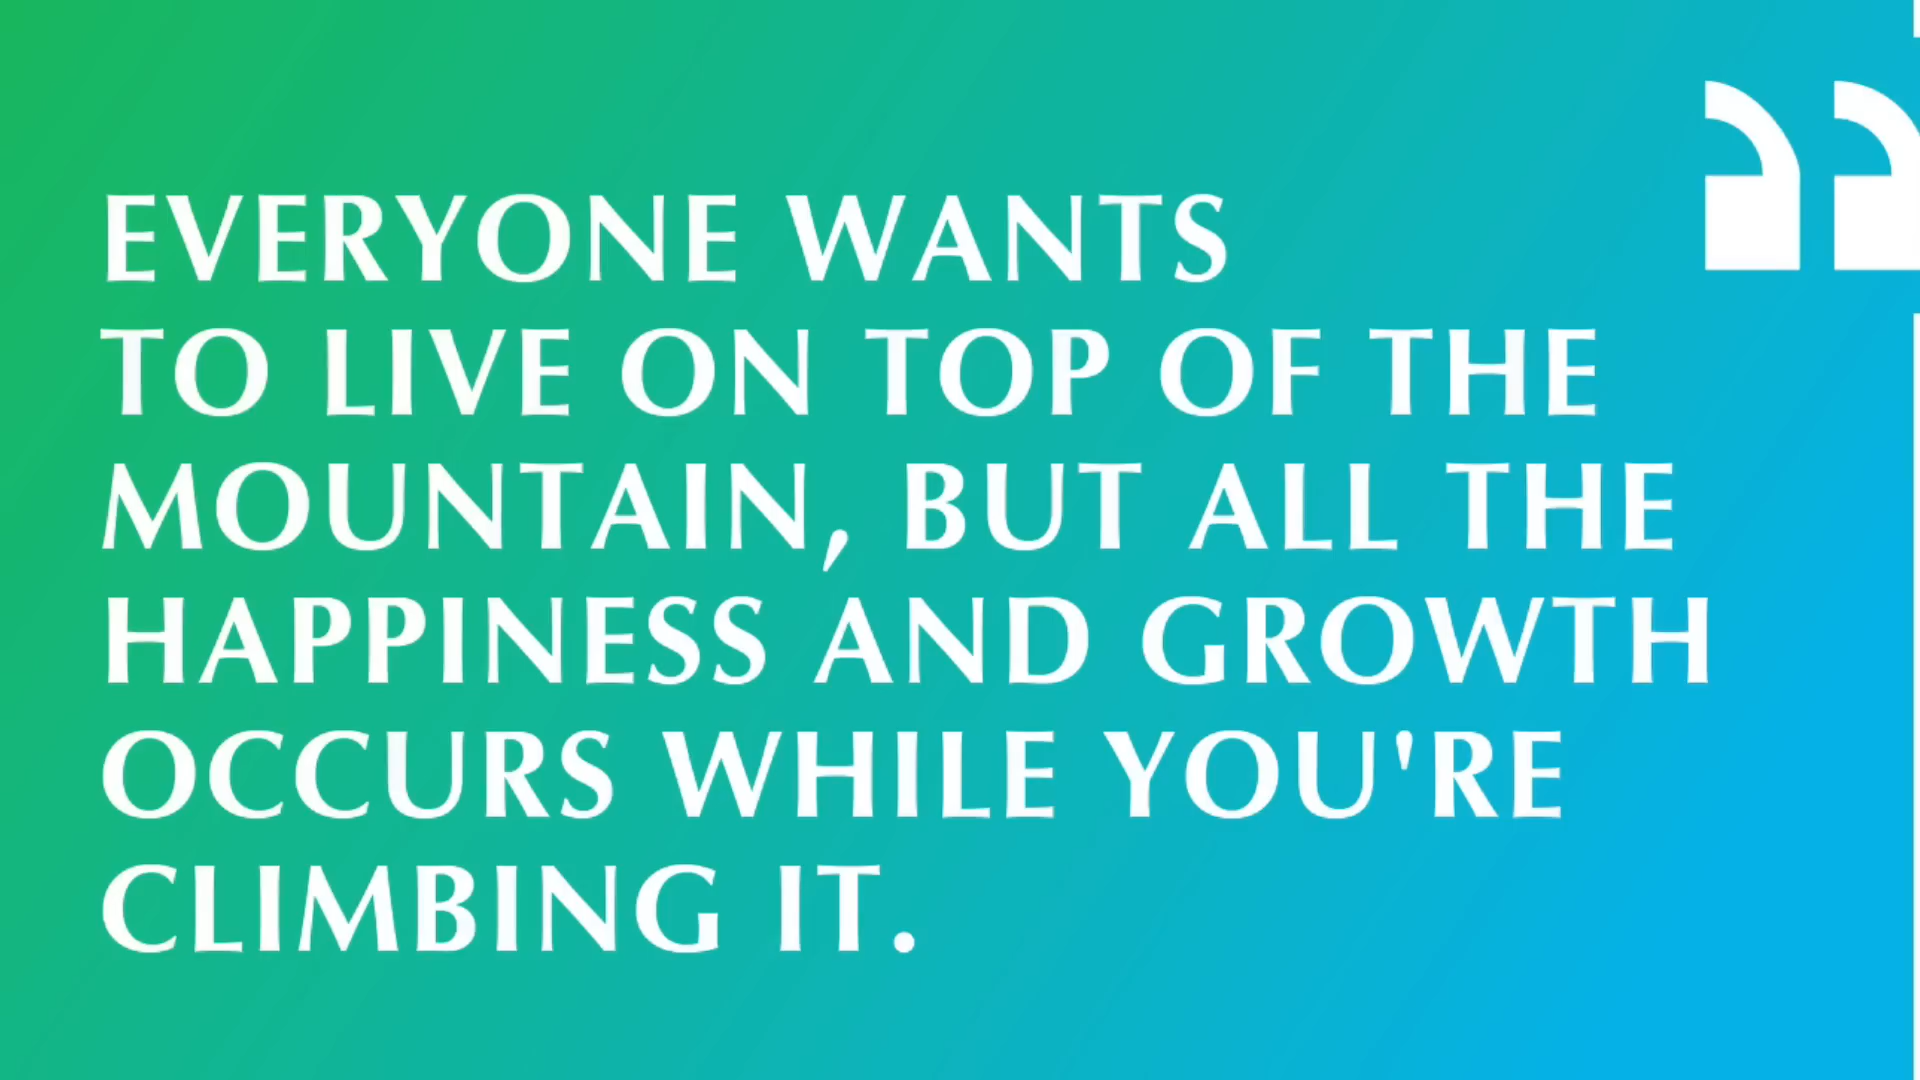 EVERYONE WANTS
TO LIVE ON TOP OF THE
MOUNTAIN, BUT ALL THE
HAPPINESS AND GROWTH
OCCURS WHILE YOU'RE
CLIMBING IT.